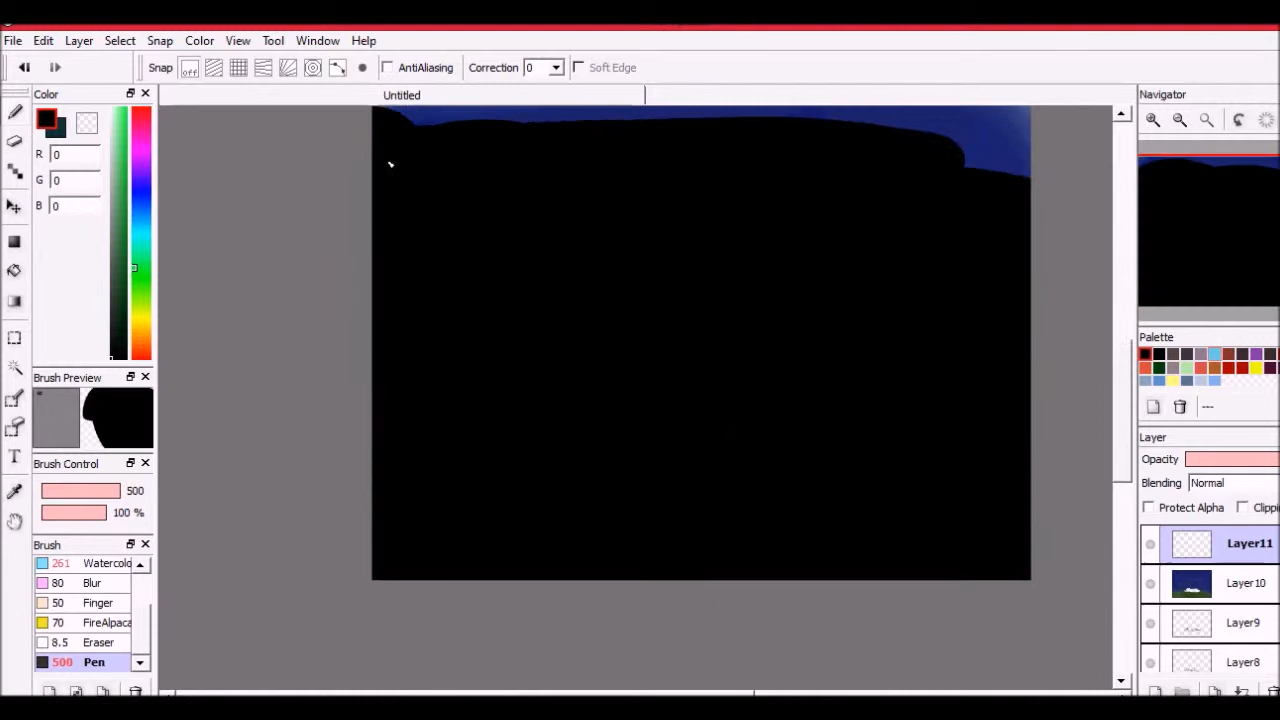 File Edit Layer Select Snap Color View Tool Window Help
Snap off AntiAliasing Correction 0 Soft Edge
Color
Untitled
Navigator
R 0
G 0
B 0
Palette
Brush Preview
---
Layer
Brush Control
Opacity
500
Blending Normal
100 %
Protect Alpha Clippi
Brush
Layer11
261 Watercolo
80 Blur
Layer10
50 Finger
70 FireAlpaca
Layer9
8.5 Eraser
500 Pen
Layer8
T